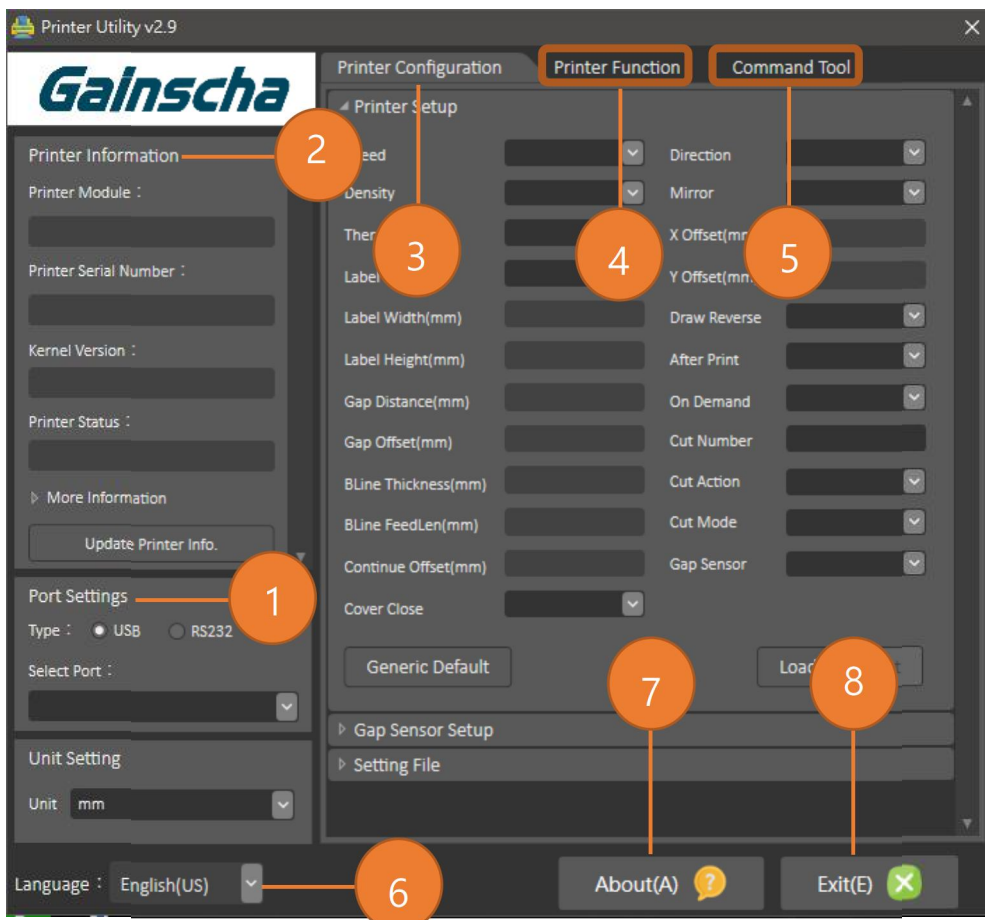 Printer Utility v2.9
Gainscha
Printer Configuration
Printer Function
Command Tool
Printer Setup
Printer Information
2
Printer Module :
Printer Serial Number :
Kernel Version :
Printer Status :
More Information
Update Printer Info.
Port Settings
1
Type : USB RS232
Select Port :
Unit Setting
Unit mm
Direction
Density
Mirror
3
4
5
X Offset(mm
Label
Y Offset(mm
Label Width(mm)
Draw Reverse
Label Height(mm)
After Print
Gap Distance(mm)
On Demand
Gap Offset(mm)
Cut Number
BLine Thickness(mm)
Cut Action
BLine FeedLen(mm)
Cut Mode
Continue Offset(mm)
Gap Sensor
Cover Close
Generic Default
Load
7
8
Gap Sensor Setup
Setting File
Language : English(US)
6
About(A) ?
Exit(E)